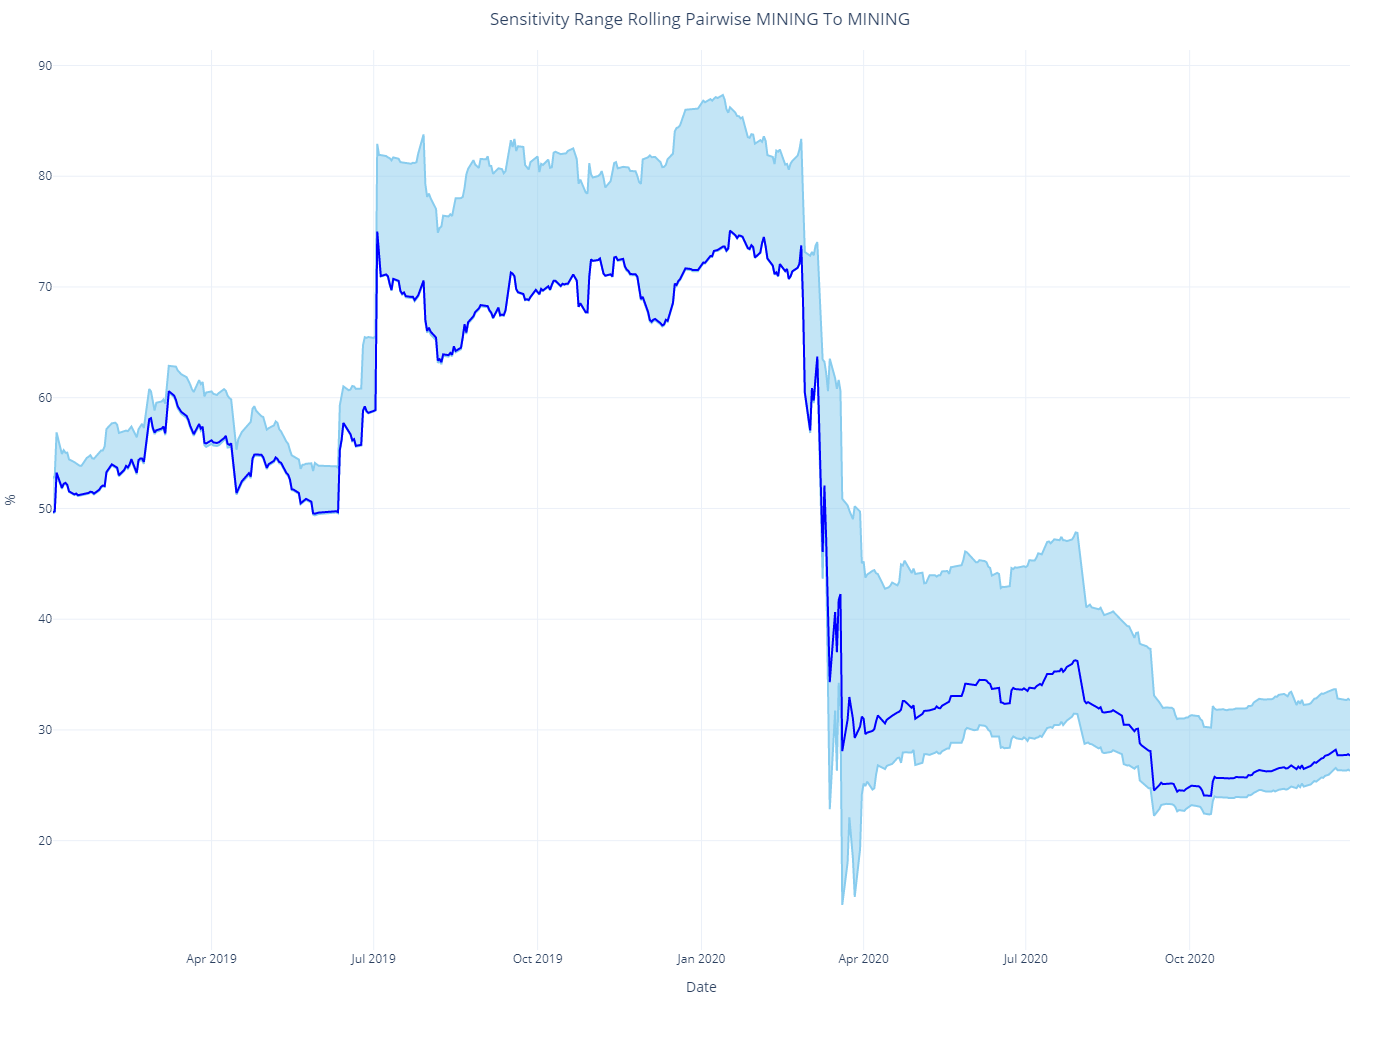 Sensitivity Range Rolling Pairwise MINING To MINING
90
80
70
60
50
40
30
20
%
Apr 2019
Jul 2019
Oct 2019
Jan 2020
Apr 2020
Jul 2020
Oct 2020
Date